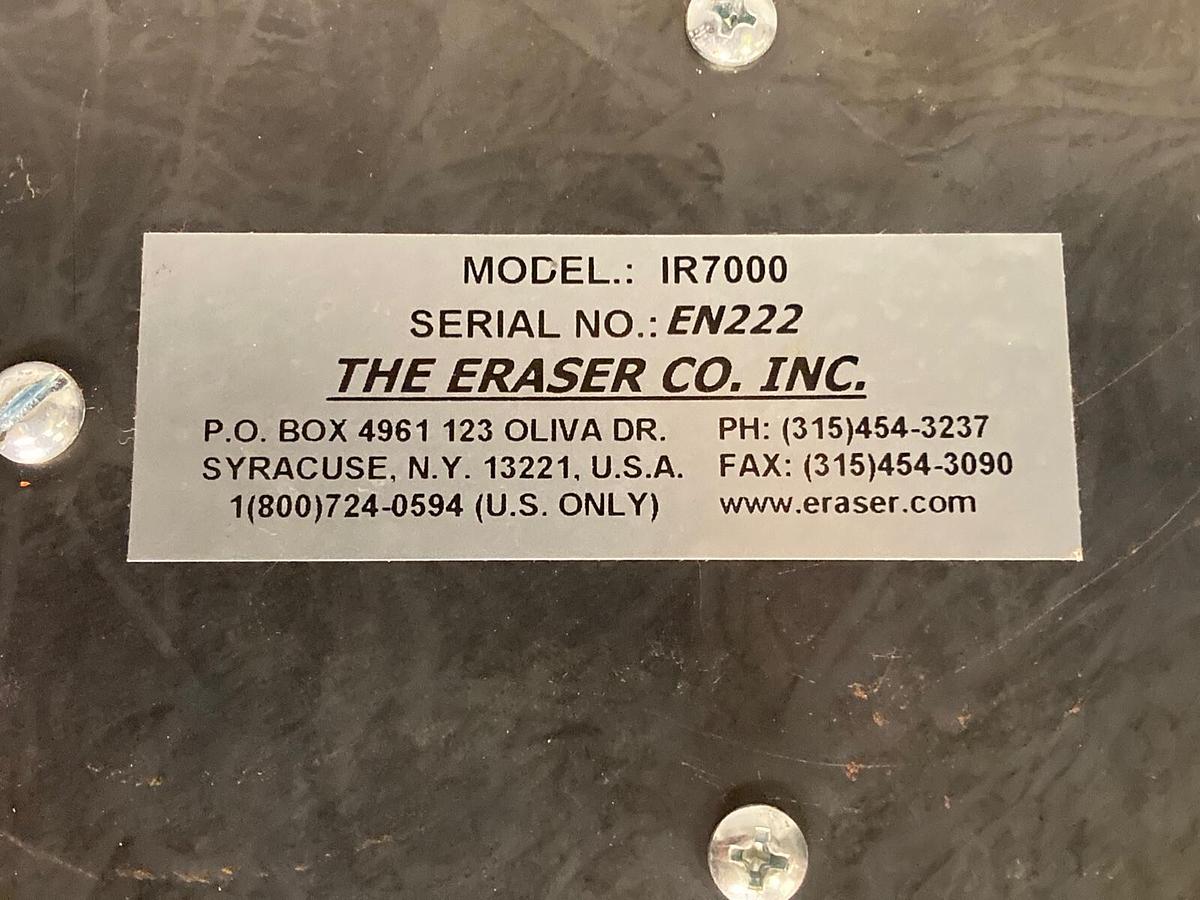 MODEL.: IR7000
SERIAL NO.: EN222
THE ERASER CO. INC.
P.O. BOX 4961 123 OLIVA DR. PH: (315)454-3237
SYRACUSE, N.Y. 13221, U.S.A. FAX: (315)454-3090
1(800)724-0594 (U.S. ONLY) www.eraser.com